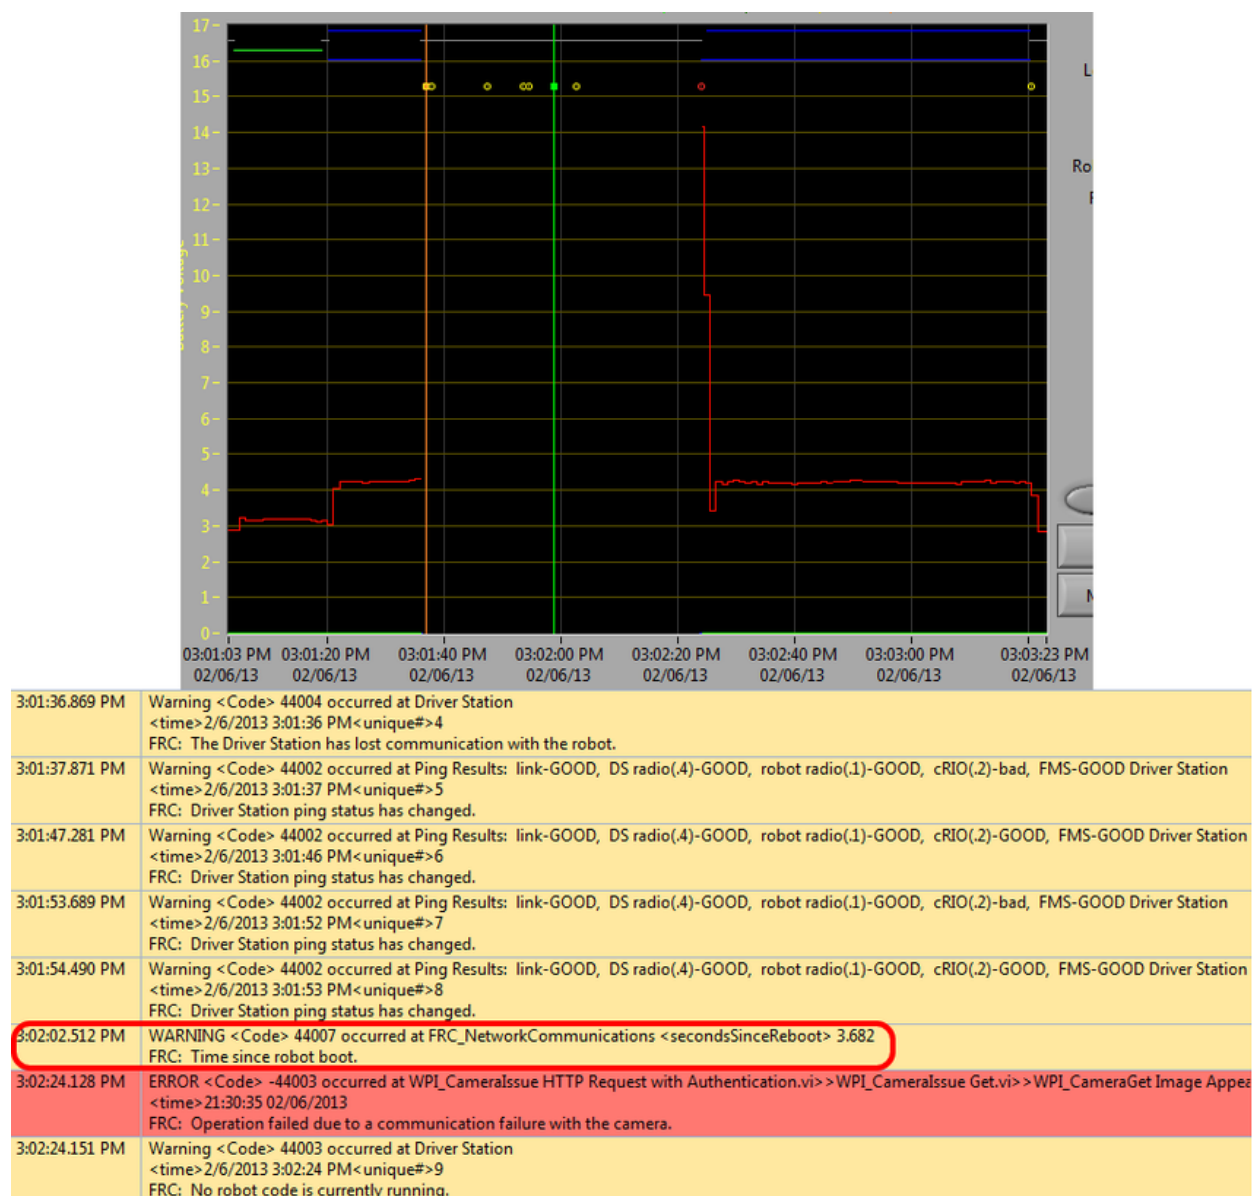 17-
16-
15-
14-
13-
12-
11-
10-
9-
8-
7-
6-
5-
4-
3-
2-
1-
0-
Battery Voltage
L
Ro
F
M
03:01:03 PM 03:01:20 PM 03:01:40 PM 03:02:00 PM 03:02:20 PM 03:02:40 PM 03:03:00 PM 03:03:23 PM
02/06/13 02/06/13 02/06/13 02/06/13 02/06/13 02/06/13 02/06/13 02/06/13
3:01:36.869 PM Warning <Code> 44004 occurred at Driver Station
<time>2/6/2013 3:01:36 PM<unique#>4
FRC: The Driver Station has lost communication with the robot.
3:01:37.871 PM Warning <Code> 44002 occurred at Ping Results: link-GOOD, DS radio(.4)-GOOD, robot radio(.1)-GOOD, cRIO(.2)-bad, FMS-GOOD Driver Station
<time>2/6/2013 3:01:37 PM<unique#>5
FRC: Driver Station ping status has changed.
3:01:47.281 PM Warning <Code> 44002 occurred at Ping Results: link-GOOD, DS radio(.4)-GOOD, robot radio(.1)-GOOD, cRIO(.2)-GOOD, FMS-GOOD Driver Station
<time>2/6/2013 3:01:46 PM<unique#>6
FRC: Driver Station ping status has changed.
3:01:53.689 PM Warning <Code> 44002 occurred at Ping Results: link-GOOD, DS radio(.4)-GOOD, robot radio(.1)-GOOD, cRIO(.2)-bad, FMS-GOOD Driver Station
<time>2/6/2013 3:01:52 PM<unique#>7
FRC: Driver Station ping status has changed.
3:01:54.490 PM Warning <Code> 44002 occurred at Ping Results: link-GOOD, DS radio(.4)-GOOD, robot radio(.1)-GOOD, cRIO(.2)-GOOD, FMS-GOOD Driver Station
<time>2/6/2013 3:01:53 PM<unique#>8
FRC: Driver Station ping status has changed.
3:02:02.512 PM WARNING <Code> 44007 occurred at FRC_NetworkCommunications <secondsSinceReboot> 3.682
FRC: Time since robot boot.
3:02:24.128 PM ERROR <Code> -44003 occurred at WPI_CameraIssue HTTP Request with Authentication.vi>>WPI_CameraIssue Get.vi>>WPI_CameraGet Image Appea
<time>21:30:35 02/06/2013
FRC: Operation failed due to a communication failure with the camera.
3:02:24.151 PM Warning <Code> 44003 occurred at Driver Station
<time>2/6/2013 3:02:24 PM<unique#>9
FRC: No robot code is currently running.